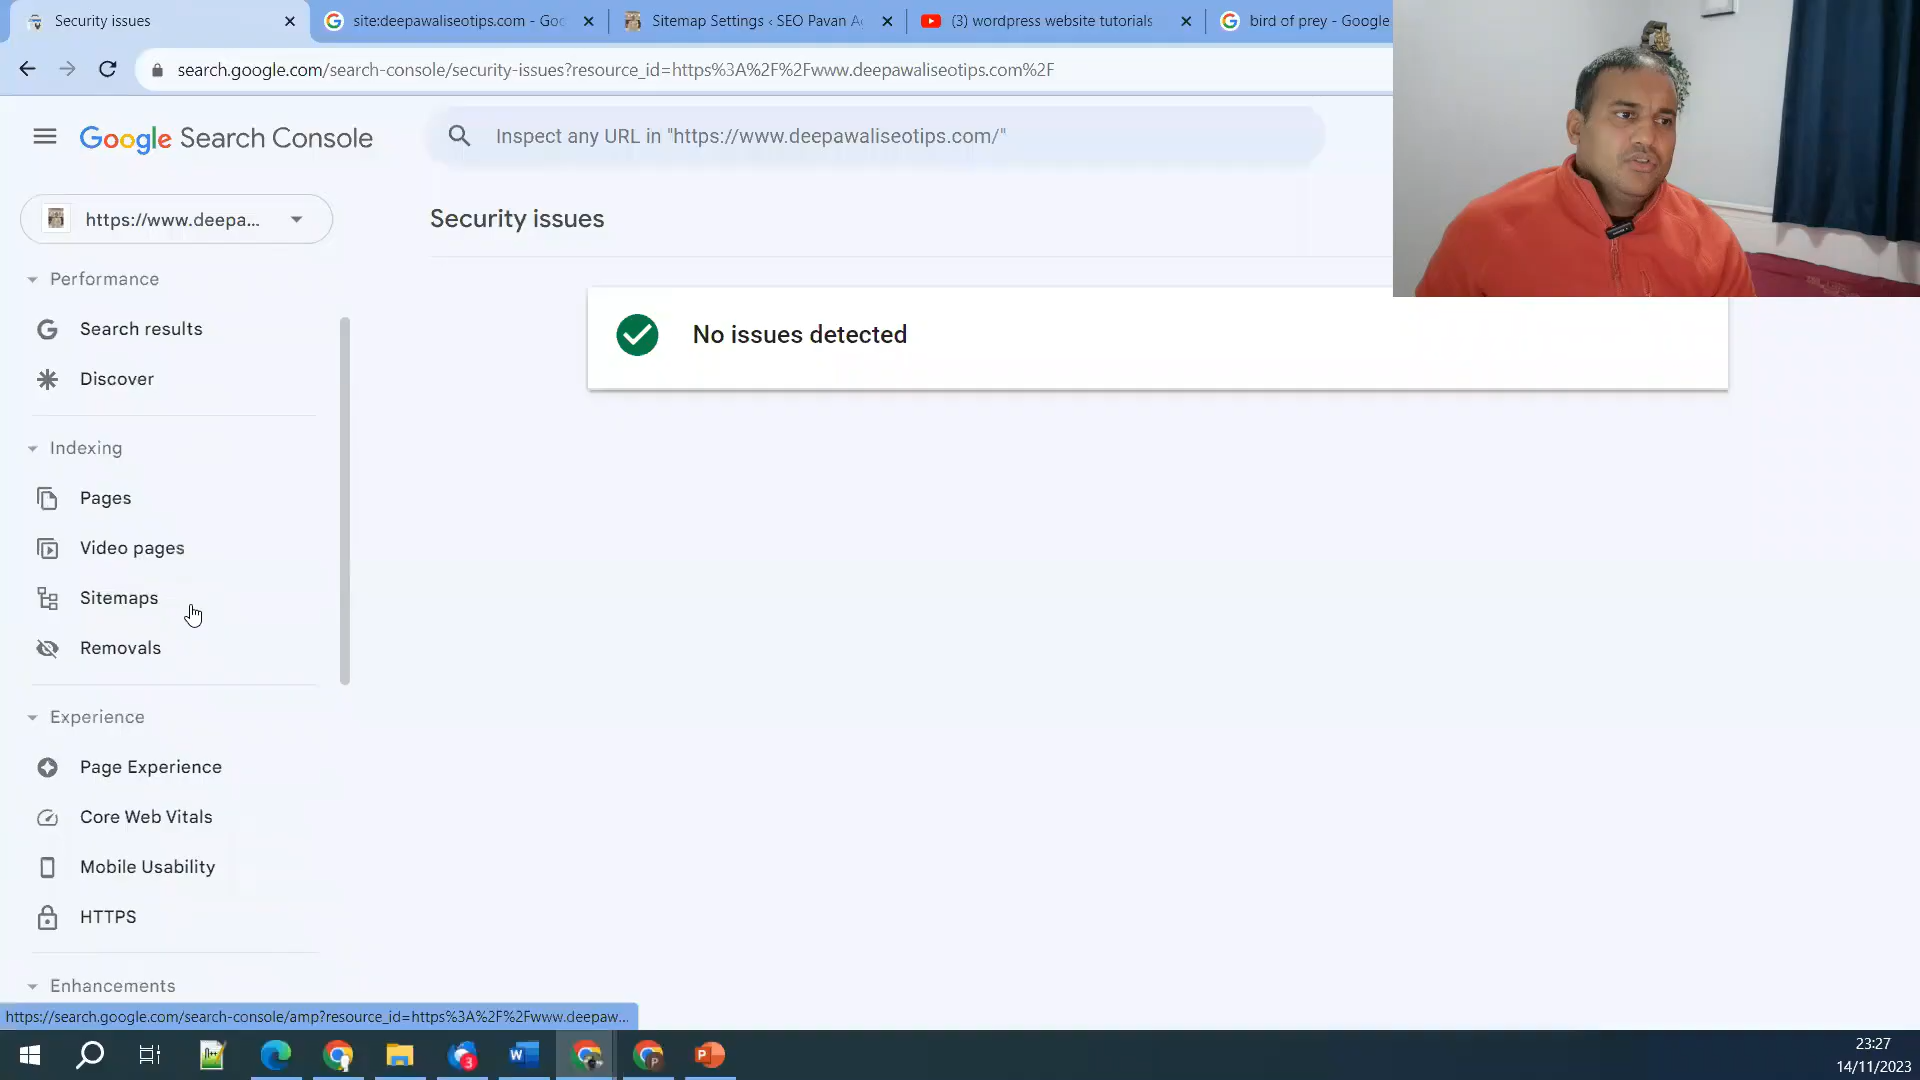 Security issues
site:deepawaliseotips.com - Goo
Sitemap Settings ‹ SEO Pavan Ac
(3) wordpress website tutorials
bird of prey - Google
search.google.com/search-console/security-issues?resource_id=https%3A%2F%2Fwww.deepawaliseotips.com%2F
Google Search Console
Inspect any URL in "https://www.deepawaliseotips.com/"
https://www.deepa...
Security issues
Performance
Search results
Discover
No issues detected
Indexing
Pages
Video pages
Sitemaps
Removals
Experience
Page Experience
Core Web Vitals
Mobile Usability
HTTPS
Enhancements
https://search.google.com/search-console/amp?resource_id=https%3A%2F%2Fwww.deepaw...
3
23:27
14/11/2023